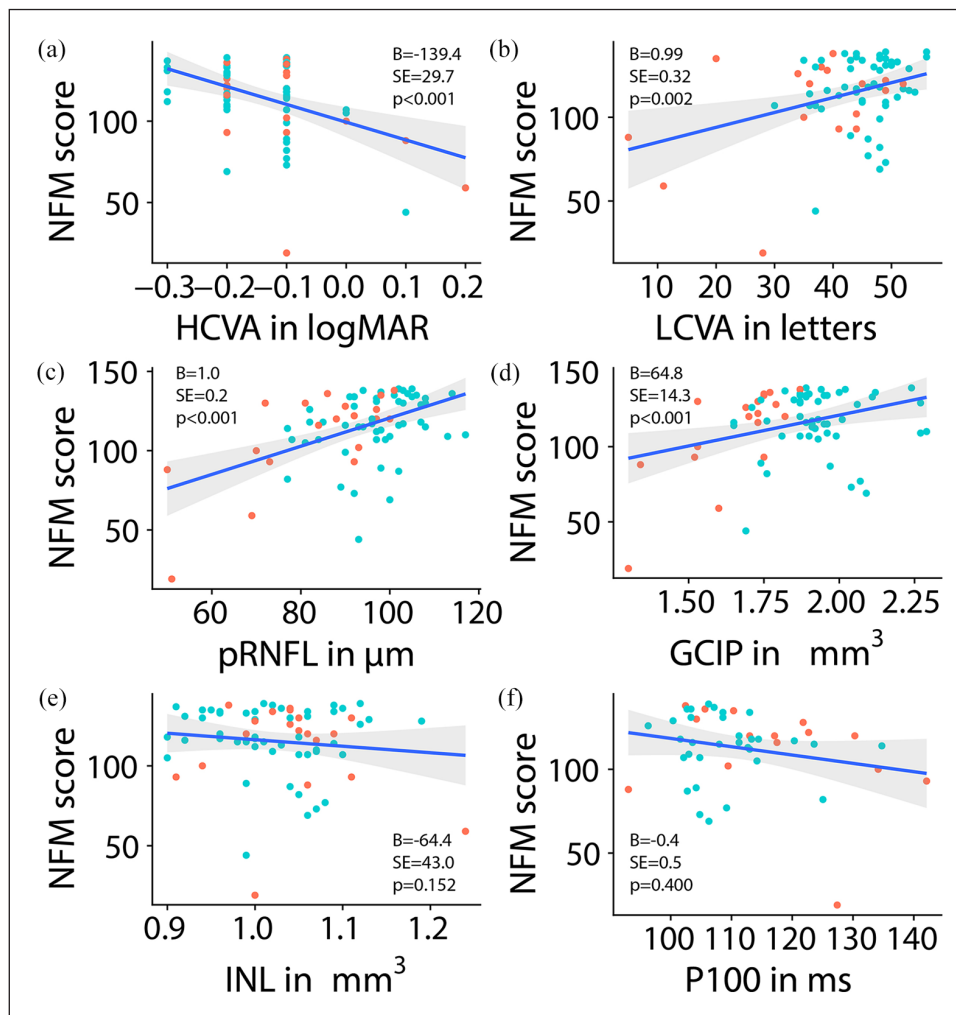 (a)
B=-139.4
SE=29.7
p<0.001
NFM score
100
50
−0.3 −0.2 −0.1 0.0 0.1 0.2
HCVA in logMAR
(b)
B=0.99
SE=0.32
p=0.002
NFM score
100
50
10 20 30 40 50
LCVA in letters
(c)
B=1.0
SE=0.2
p<0.001
NFM score
150
100
50
60 80 100 120
pRNFL in µm
(d)
B=64.8
SE=14.3
p<0.001
NFM score
150
100
50
1.50 1.75 2.00 2.25
GCIP in mm³
(e)
B=-64.4
SE=43.0
p=0.152
NFM score
100
50
0.9 1.0 1.1 1.2
INL in mm³
(f)
B=-0.4
SE=0.5
p=0.400
NFM score
100
50
100 110 120 130 140
P100 in ms